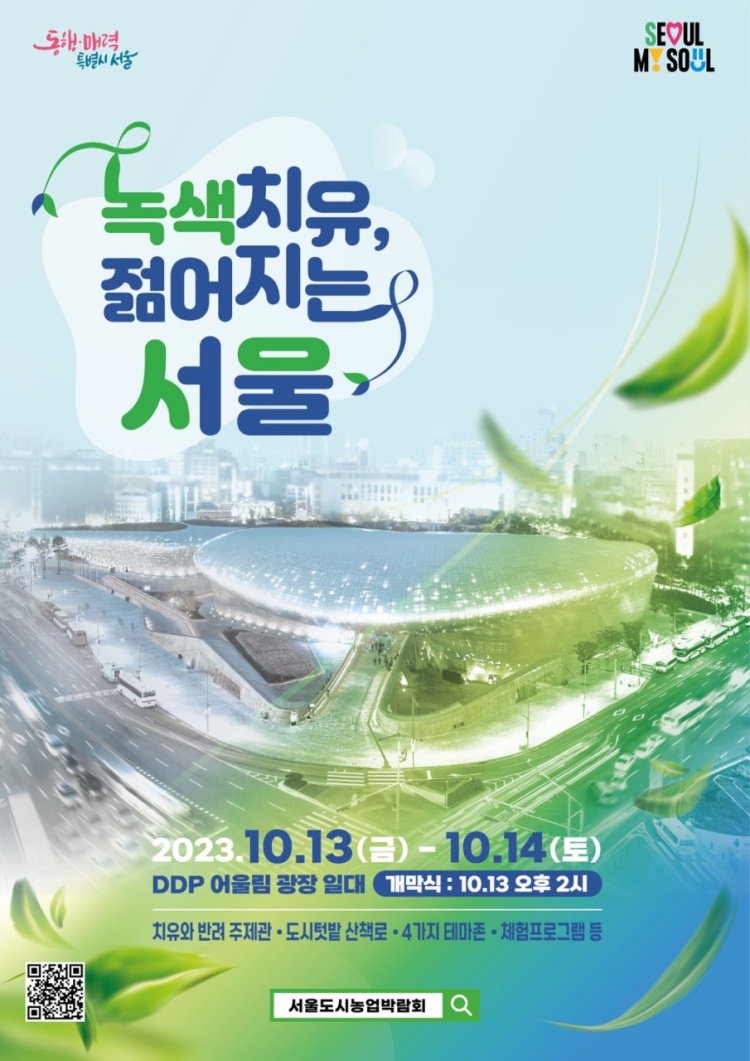 동행·매력
특별시 서울
SEOUL
MY SOUL
녹색치유,
젊어지는
서울
2023.10.13(금) - 10.14(토)
DDP 어울림 광장 일대 개막식 : 10.13 오후 2시
치유와 반려 주제관 • 도시텃밭 산책로 • 4가지 테마존 • 체험프로그램 등
서울도시농업박람회